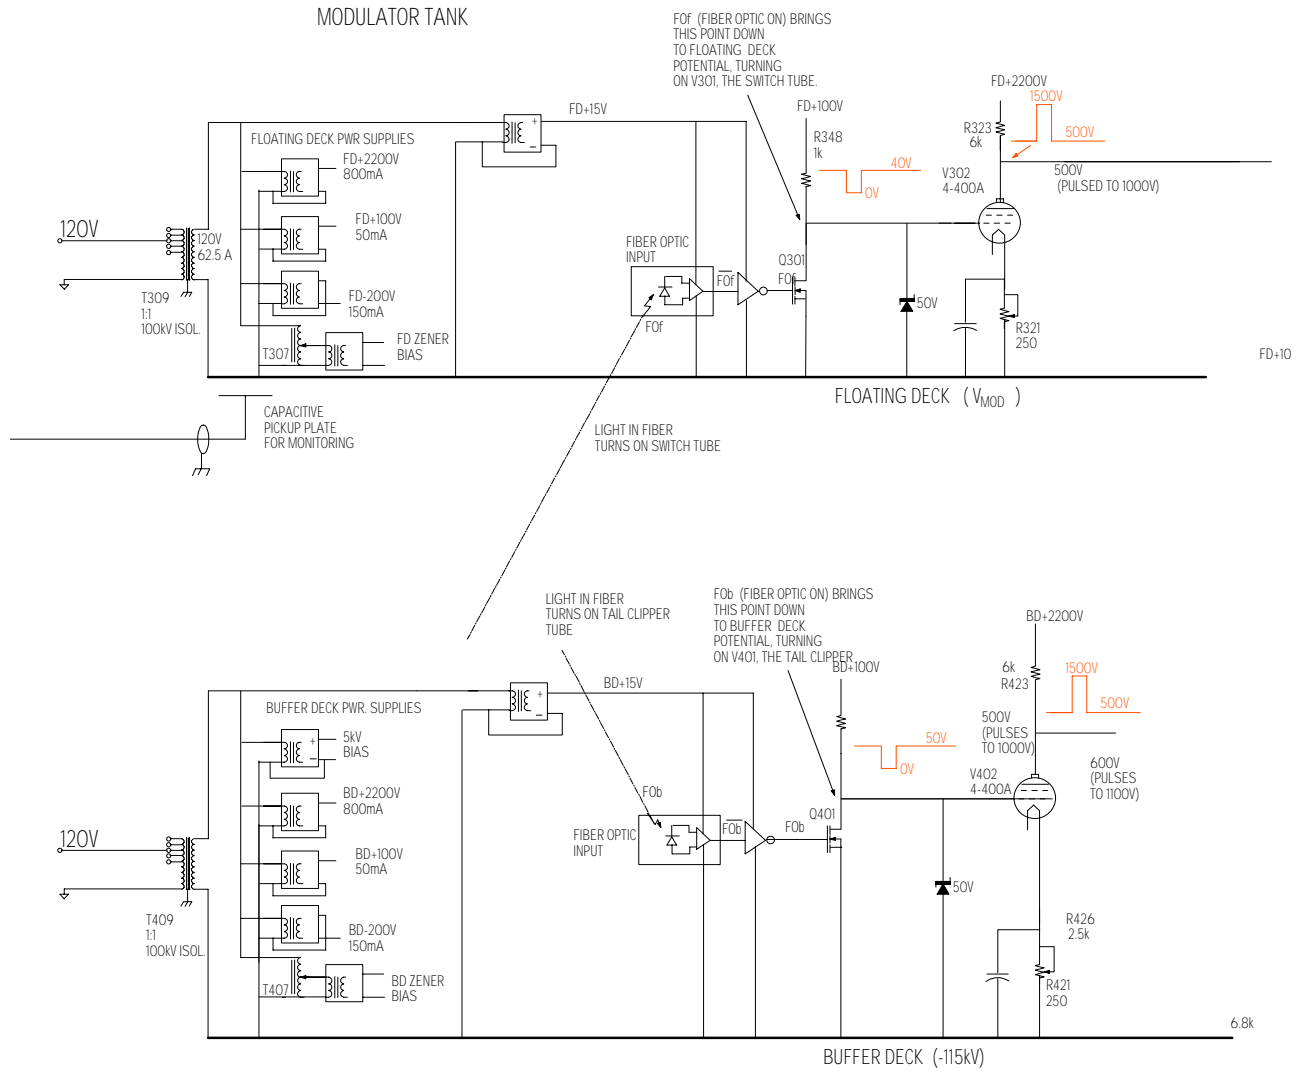 MODULATOR TANK
FOf (FIBER OPTIC ON) BRINGS
THIS POINT DOWN
TO FLOATING DECK
POTENTIAL, TURNING
ON V301, THE SWITCH TUBE.
FD+2200V
1500V
500V
R323
6k
500V
(PULSED TO 1000V)
FD+100V
R348
1k
40V
0V
V302
4-400A
FD+15V
FLOATING DECK PWR SUPPLIES
FD+2200V
800mA
FD+100V
50mA
FD-200V
150mA
FD ZENER
BIAS
T307
120V
120V
62.5 A
T309
1:1
100kV ISOL.
FIBER OPTIC
INPUT
FOf
FOf
Q301
FOf
50V
R321
250
FD+10
FLOATING DECK ( VMOD )
CAPACITIVE
PICKUP PLATE
FOR MONITORING
LIGHT IN FIBER
TURNS ON SWITCH TUBE
LIGHT IN FIBER
TURNS ON TAIL CLIPPER
TUBE
FOb (FIBER OPTIC ON) BRINGS
THIS POINT DOWN
TO BUFFER DECK
POTENTIAL, TURNING
ON V401, THE TAIL CLIPPER
BD+100V
BD+2200V
6k
R423
1500V
500V
500V
(PULSES
TO 1000V)
600V
(PULSES
TO 1100V)
50V
0V
V402
4-400A
BD+15V
BUFFER DECK PWR. SUPPLIES
5kV
BIAS
BD+2200V
800mA
BD+100V
50mA
BD-200V
150mA
BD ZENER
BIAS
T407
120V
T409
1:1
100kV ISOL.
FOb
FIBER OPTIC
INPUT
FOb
FOb
Q401
50V
R426
2.5k
R421
250
6.8k
BUFFER DECK (-115kV)